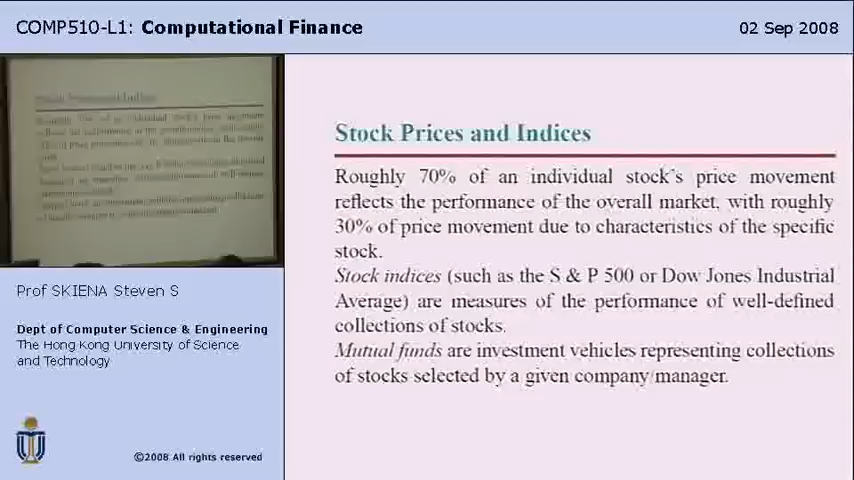 COMP510-L1: Computational Finance
02 Sep 2008
Stock Prices and Indices
Roughly 70% of an individual stock's price movement
reflects the performance of the overall market, with roughly
30% of price movement due to characteristics of the specific
stock.
Stock indices (such as the S & P 500 or Dow Jones Industrial
Average) are measures of the performance of well-defined
collections of stocks.
Mutual funds are investment vehicles representing collections
of stocks selected by a given company/manager.
Prof SKIENA Steven S
Dept of Computer Science & Engineering
The Hong Kong University of Science
and Technology
©2008 All rights reserved